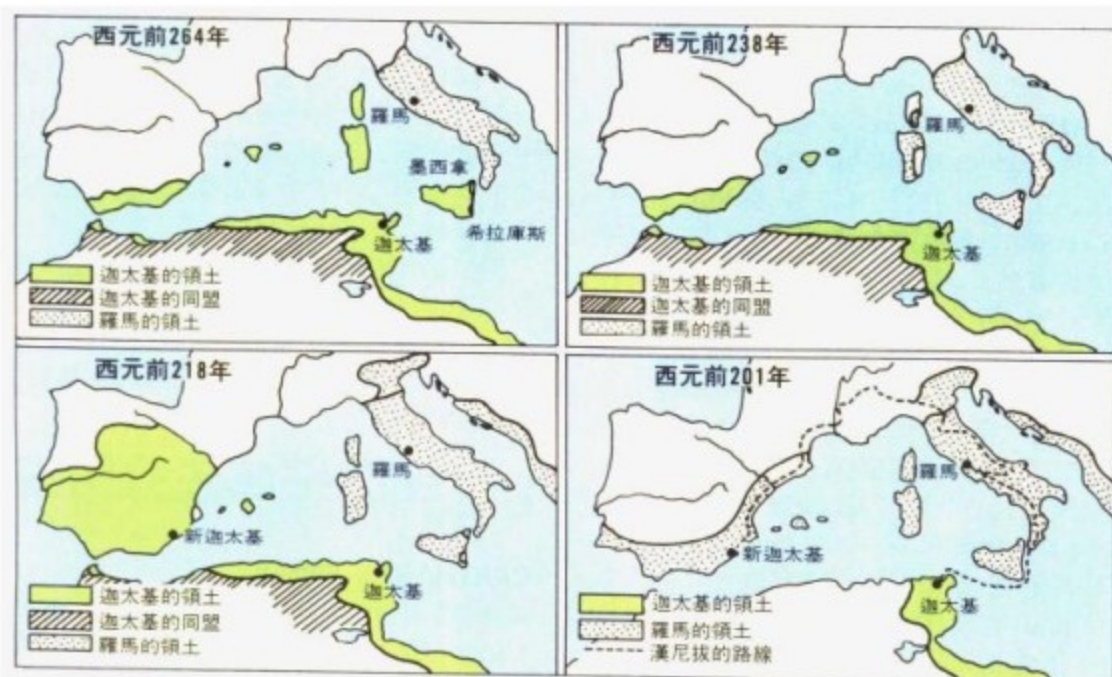 西元前264年
羅馬
墨西拿
希拉庫斯
迦太基
迦太基的領土
迦太基的同盟
羅馬的領土
西元前238年
羅馬
迦太基
迦太基的領土
迦太基的同盟
羅馬的領土
西元前218年
羅馬
新迦太基
迦太基
迦太基的領土
迦太基的同盟
羅馬的領土
西元前201年
羅馬
新迦太基
迦太基
迦太基的領土
羅馬的領土
漢尼拔的路線